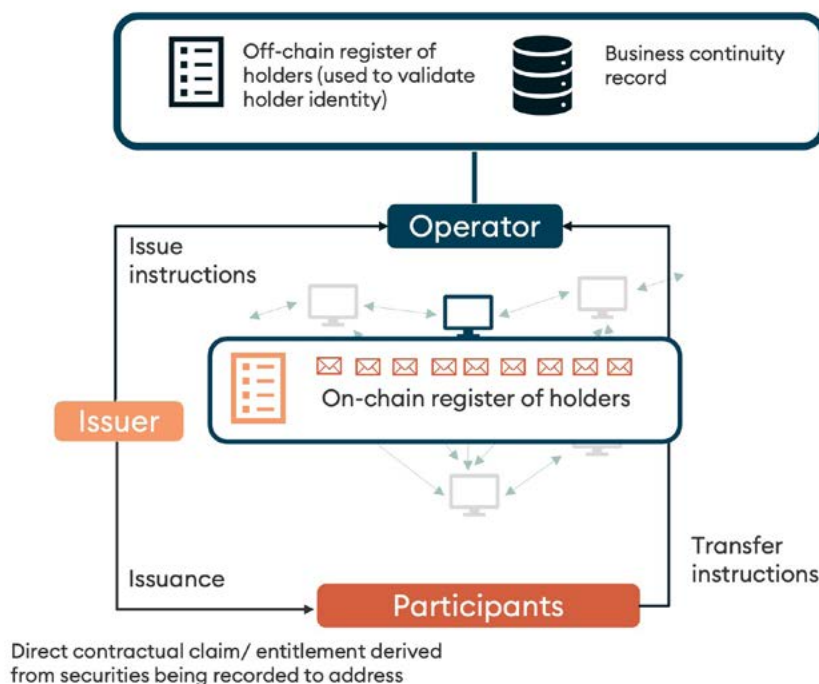 Off-chain register of
holders (used to validate
holder identity)
Business continuity
record
Operator
Issue
instructions
On-chain register of holders
Issuer
Issuance
Participants
Transfer
instructions
Direct contractual claim/ entitlement derived
from securities being recorded to address